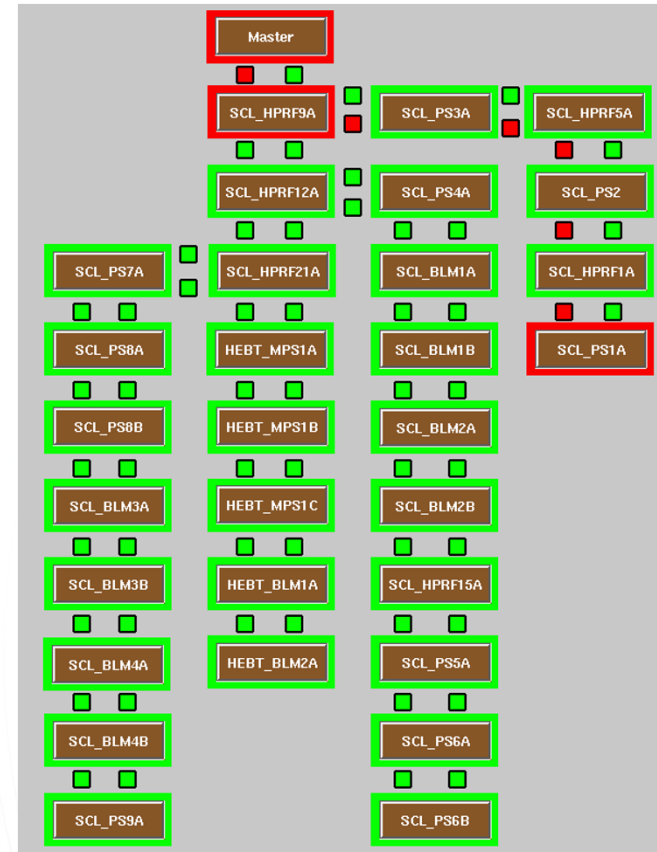 Master
SCL_HPRF9A
SCL_PS3A
SCL_HPRF5A
SCL_HPRF12A
SCL_PS4A
SCL_PS2
SCL_PS7A
SCL_HPRF21A
SCL_BLM1A
SCL_HPRF1A
SCL_PS8A
HEBT_MPS1A
SCL_BLM1B
SCL_PS1A
SCL_PS8B
HEBT_MPS1B
SCL_BLM2A
SCL_BLM3A
HEBT_MPS1C
SCL_BLM2B
SCL_BLM3B
HEBT_BLM1A
SCL_HPRF15A
SCL_BLM4A
HEBT_BLM2A
SCL_PS5A
SCL_BLM4B
SCL_PS6A
SCL_PS9A
SCL_PS6B